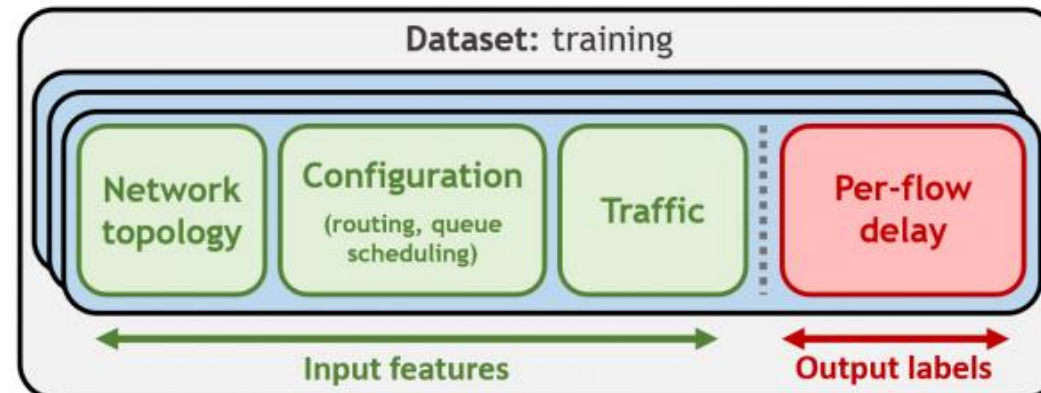 Dataset: training
Network
topology
Configuration
(routing, queue
scheduling)
Traffic
Per-flow
delay
Input features
Output labels